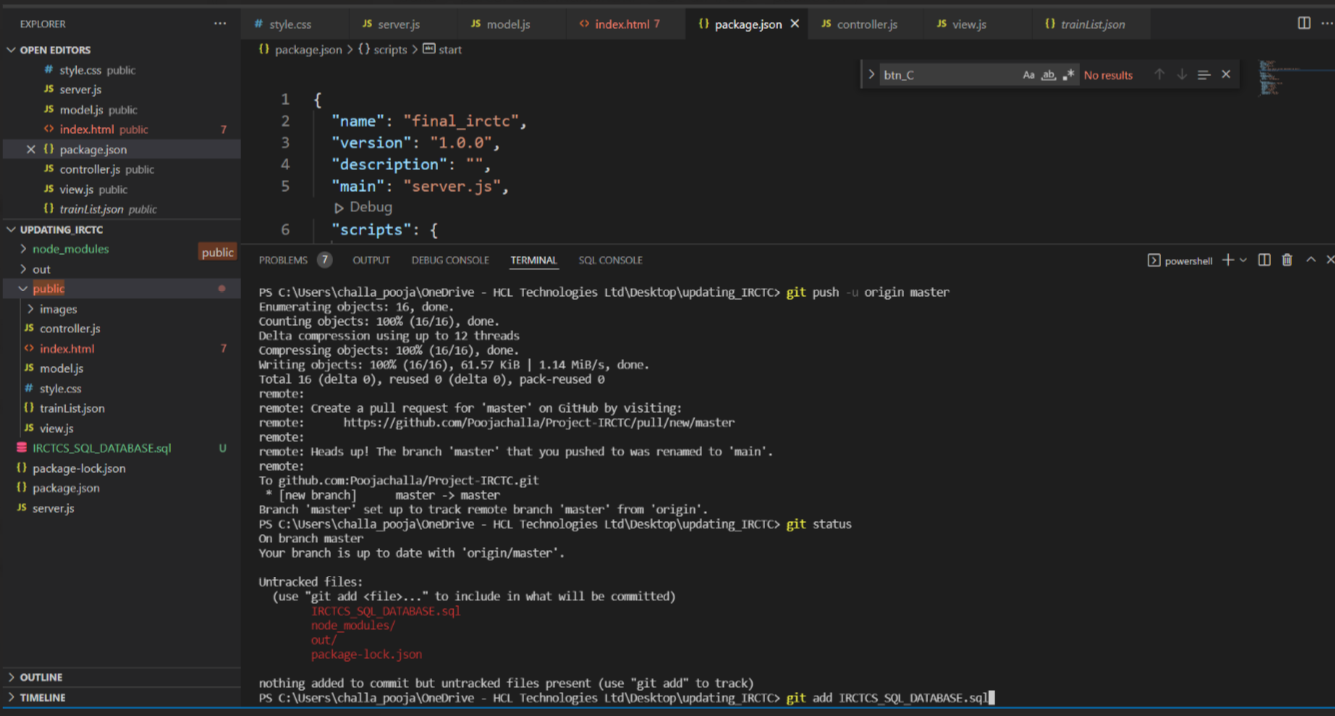 EXPLORER ···
OPEN EDITORS
# style.css public
JS server.js
JS model.js public
<> index.html public 7
{} package.json
JS controller.js public
JS view.js public
{} trainList.json public
UPDATING_IRCTC
node_modules
public
out
public
images
JS controller.js
<> index.html 7
JS model.js
# style.css
{} trainList.json
JS view.js
IRCTCS_SQL_DATABASE.sql U
{} package-lock.json
{} package.json
JS server.js
OUTLINE
TIMELINE
# style.css JS server.js JS model.js <> index.html 7 {} package.json JS controller.js JS view.js {} trainList.json
{} package.json > {} scripts > abc start
btn_C Aa ab .* No results
1 {
2 "name": "final_irctc",
3 "version": "1.0.0",
4 "description": "",
5 "main": "server.js",
Debug
6 "scripts": {
PROBLEMS 7 OUTPUT DEBUG CONSOLE TERMINAL SQL CONSOLE powershell
PS C:\Users\challa_pooja\OneDrive - HCL Technologies Ltd\Desktop\updating_IRCTC> git push -u origin master
Enumerating objects: 16, done.
Counting objects: 100% (16/16), done.
Delta compression using up to 12 threads
Compressing objects: 100% (16/16), done.
Writing objects: 100% (16/16), 61.57 KiB | 1.14 MiB/s, done.
Total 16 (delta 0), reused 0 (delta 0), pack-reused 0
remote:
remote: Create a pull request for 'master' on GitHub by visiting:
remote: https://github.com/Poojachalla/Project-IRCTC/pull/new/master
remote:
remote: Heads up! The branch 'master' that you pushed to was renamed to 'main'.
remote:
To github.com:Poojachalla/Project-IRCTC.git
* [new branch] master -> master
Branch 'master' set up to track remote branch 'master' from 'origin'.
PS C:\Users\challa_pooja\OneDrive - HCL Technologies Ltd\Desktop\updating_IRCTC> git status
On branch master
Your branch is up to date with 'origin/master'.
Untracked files:
(use "git add <file>..." to include in what will be committed)
IRCTCS_SQL_DATABASE.sql
node_modules/
out/
package-lock.json
nothing added to commit but untracked files present (use "git add" to track)
PS C:\Users\challa_pooja\OneDrive - HCL Technologies Ltd\Desktop\updating_IRCTC> git add IRCTCS_SQL_DATABASE.sql